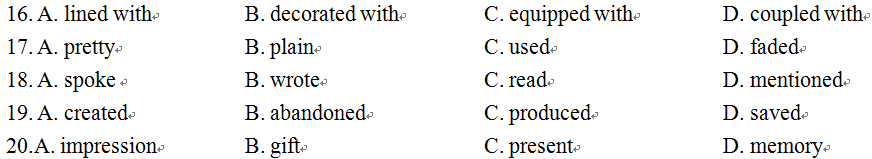 16. A. lined with B. decorated with C. equipped with D. coupled with
17. A. pretty B. plain C. used D. faded
18. A. spoke B. wrote C. read D. mentioned
19. A. created B. abandoned C. produced D. saved
20.A. impression B. gift C. present D. memory